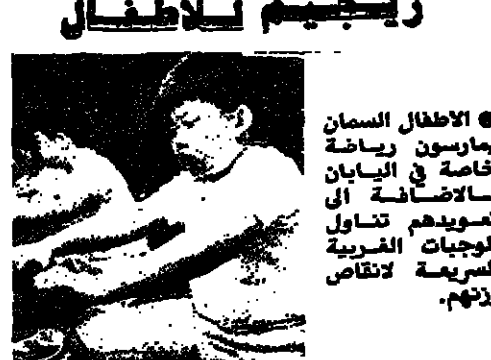 ريجيم للاطفال
● الاطفال السمان
يمارسون رياضة
خاصة في اليابان
بالاضافة الى
تعويدهم تناول
الوجبات الغربية
السريعة لانقاص
وزنهم.